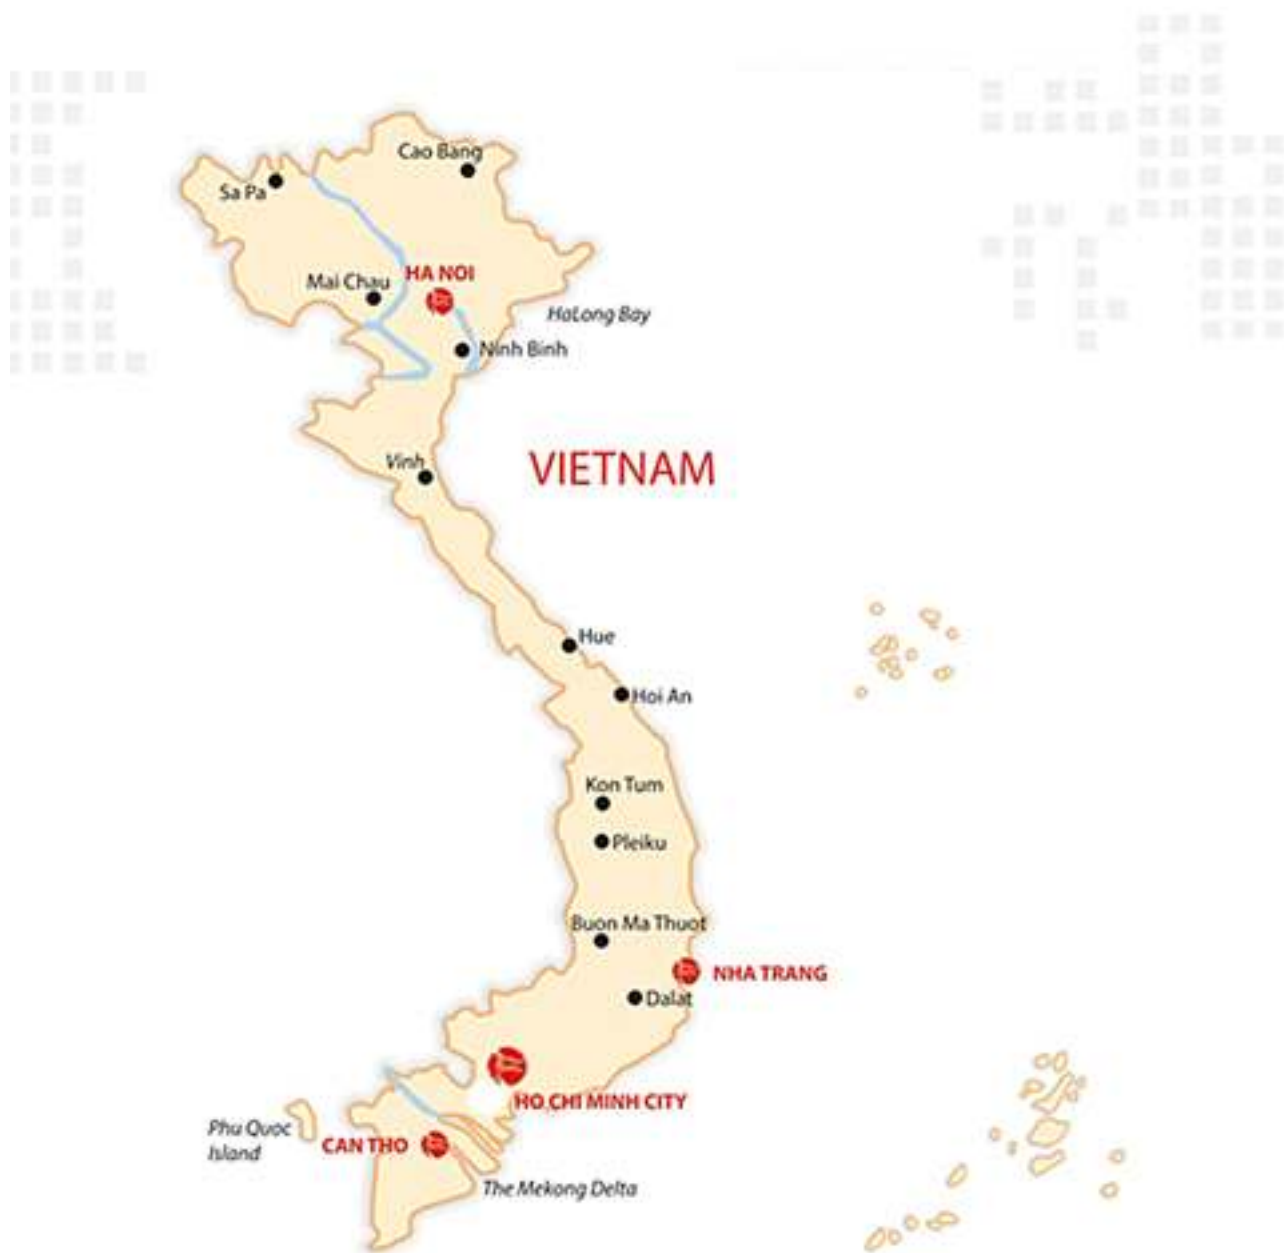 Cao Bang
Sa Pa
HA NOI
Mai Chau
HaLong Bay
Ninh Binh
VIETNAM
Vinh
Hue
Hoi An
Kon Tum
Pleiku
Buon Ma Thuot
NHA TRANG
Dalat
HO CHI MINH CITY
Phu Quoc
Island
CAN THO
The Mekong Delta